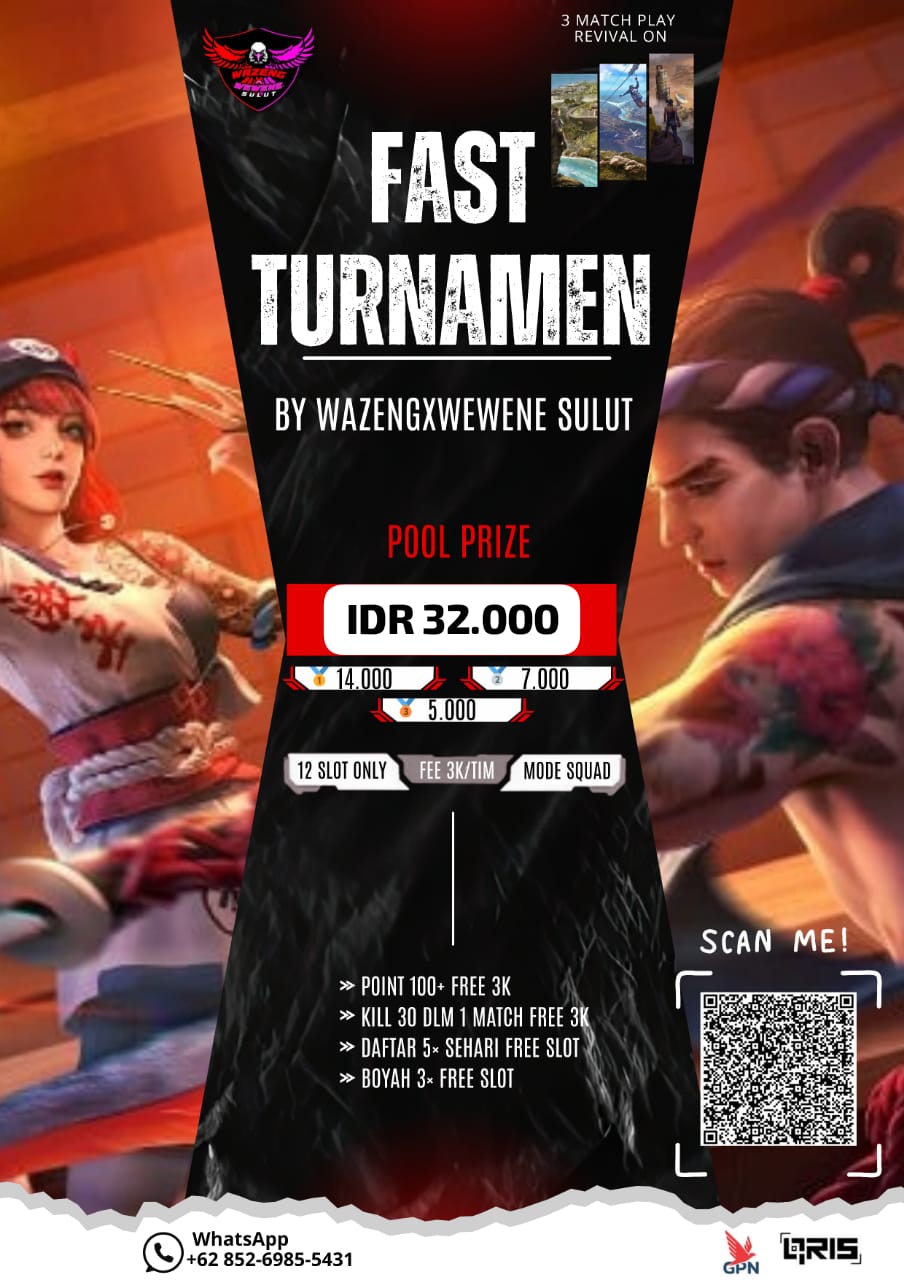 WAZENG
X
WEWENE
SULUT
3 MATCH PLAY
REVIVAL ON
FAST
TURNAMEN
BY WAZENGXWEWENE SULUT
POOL PRIZE
IDR 32.000
1 14.000
2 7.000
3 5.000
12 SLOT ONLY FEE 3K/TIM MODE SQUAD
» POINT 100+ FREE 3K
» KILL 30 DLM 1 MATCH FREE 3K
» DAFTAR 5× SEHARI FREE SLOT
» BOYAH 3× FREE SLOT
SCAN ME!
WhatsApp
+62 852-6985-5431
GPN QRIS